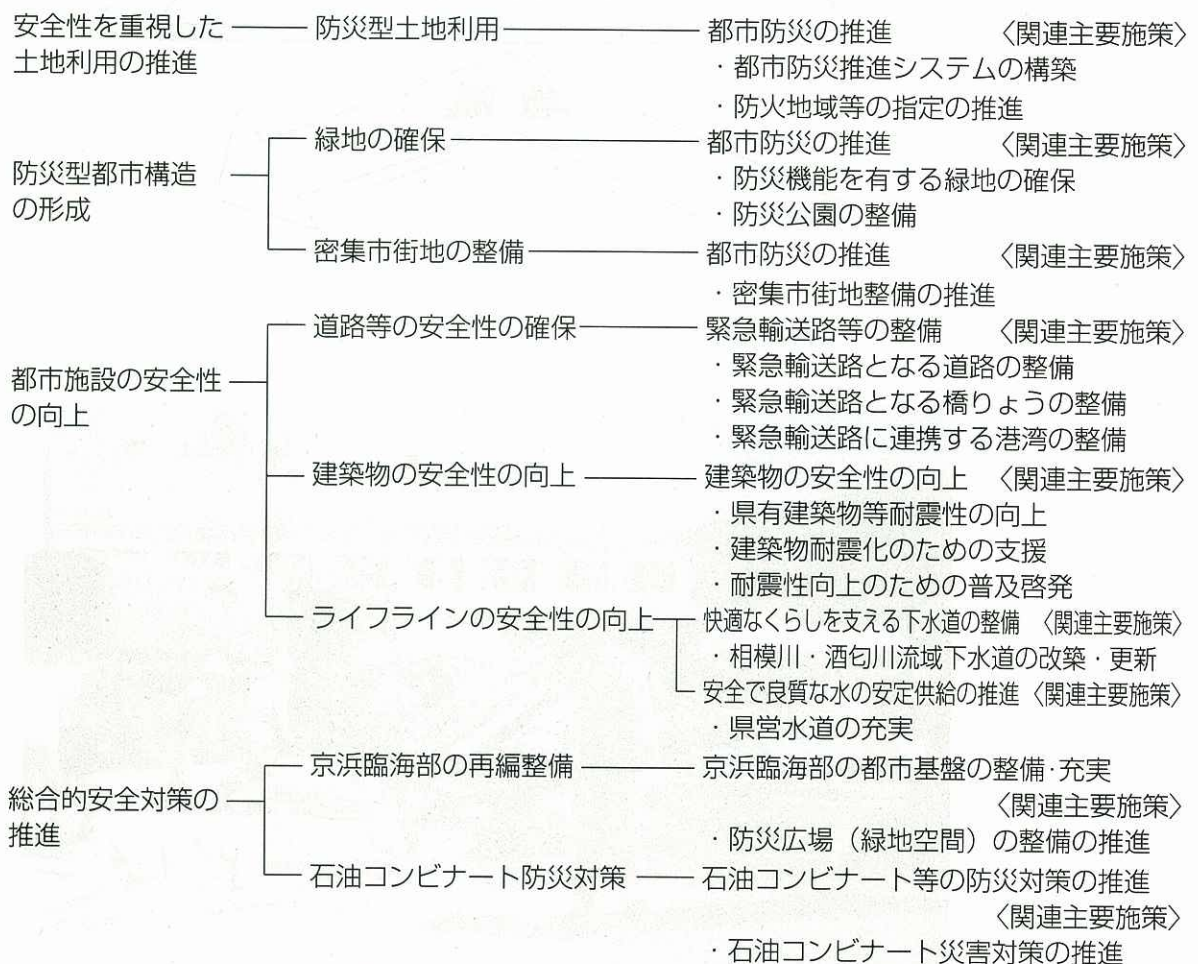 安全性を重視した 防災型土地利用 都市防災の推進 〈関連主要施策〉
土地利用の推進
・都市防災推進システムの構築
・防火地域等の指定の推進
防災型都市構造
の形成
緑地の確保 都市防災の推進 〈関連主要施策〉
・防災機能を有する緑地の確保
・防災公園の整備
密集市街地の整備 都市防災の推進 〈関連主要施策〉
・密集市街地整備の推進
都市施設の安全性
の向上
道路等の安全性の確保 緊急輸送路等の整備 〈関連主要施策〉
・緊急輸送路となる道路の整備
・緊急輸送路となる橋りょうの整備
・緊急輸送路に連携する港湾の整備
建築物の安全性の向上 建築物の安全性の向上 〈関連主要施策〉
・県有建築物等耐震性の向上
・建築物耐震化のための支援
・耐震性向上のための普及啓発
ライフラインの安全性の向上 快適なくらしを支える下水道の整備 〈関連主要施策〉
・相模川・酒匂川流域下水道の改築・更新
安全で良質な水の安定供給の推進 〈関連主要施策〉
・県営水道の充実
総合的安全対策の
推進
京浜臨海部の再編整備 京浜臨海部の都市基盤の整備・充実
〈関連主要施策〉
・防災広場（緑地空間）の整備の推進
石油コンビナート防災対策 石油コンビナート等の防災対策の推進
〈関連主要施策〉
・石油コンビナート災害対策の推進